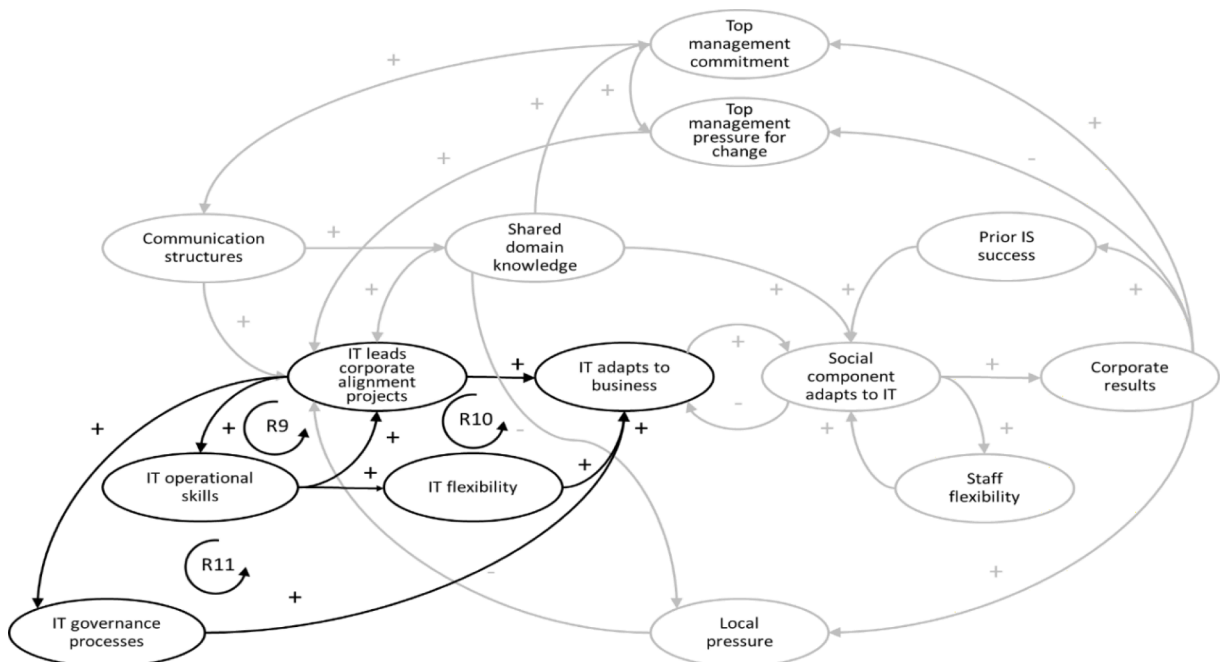 Top
management
commitment
+
+
+
Top
management
pressure for
change
+
+
-
Communication
structures
+
Shared
domain
knowledge
Prior IS
success
+
+
+
+
+
IT leads
corporate
alignment
projects
+
IT adapts to
business
+
-
Social
component
adapts to IT
+
Corporate
results
R9
R10
+
+
+
-
+
+
+
IT operational
skills
+
IT flexibility
+
Staff
flexibility
R11
+
-
+
IT governance
processes
Local
pressure